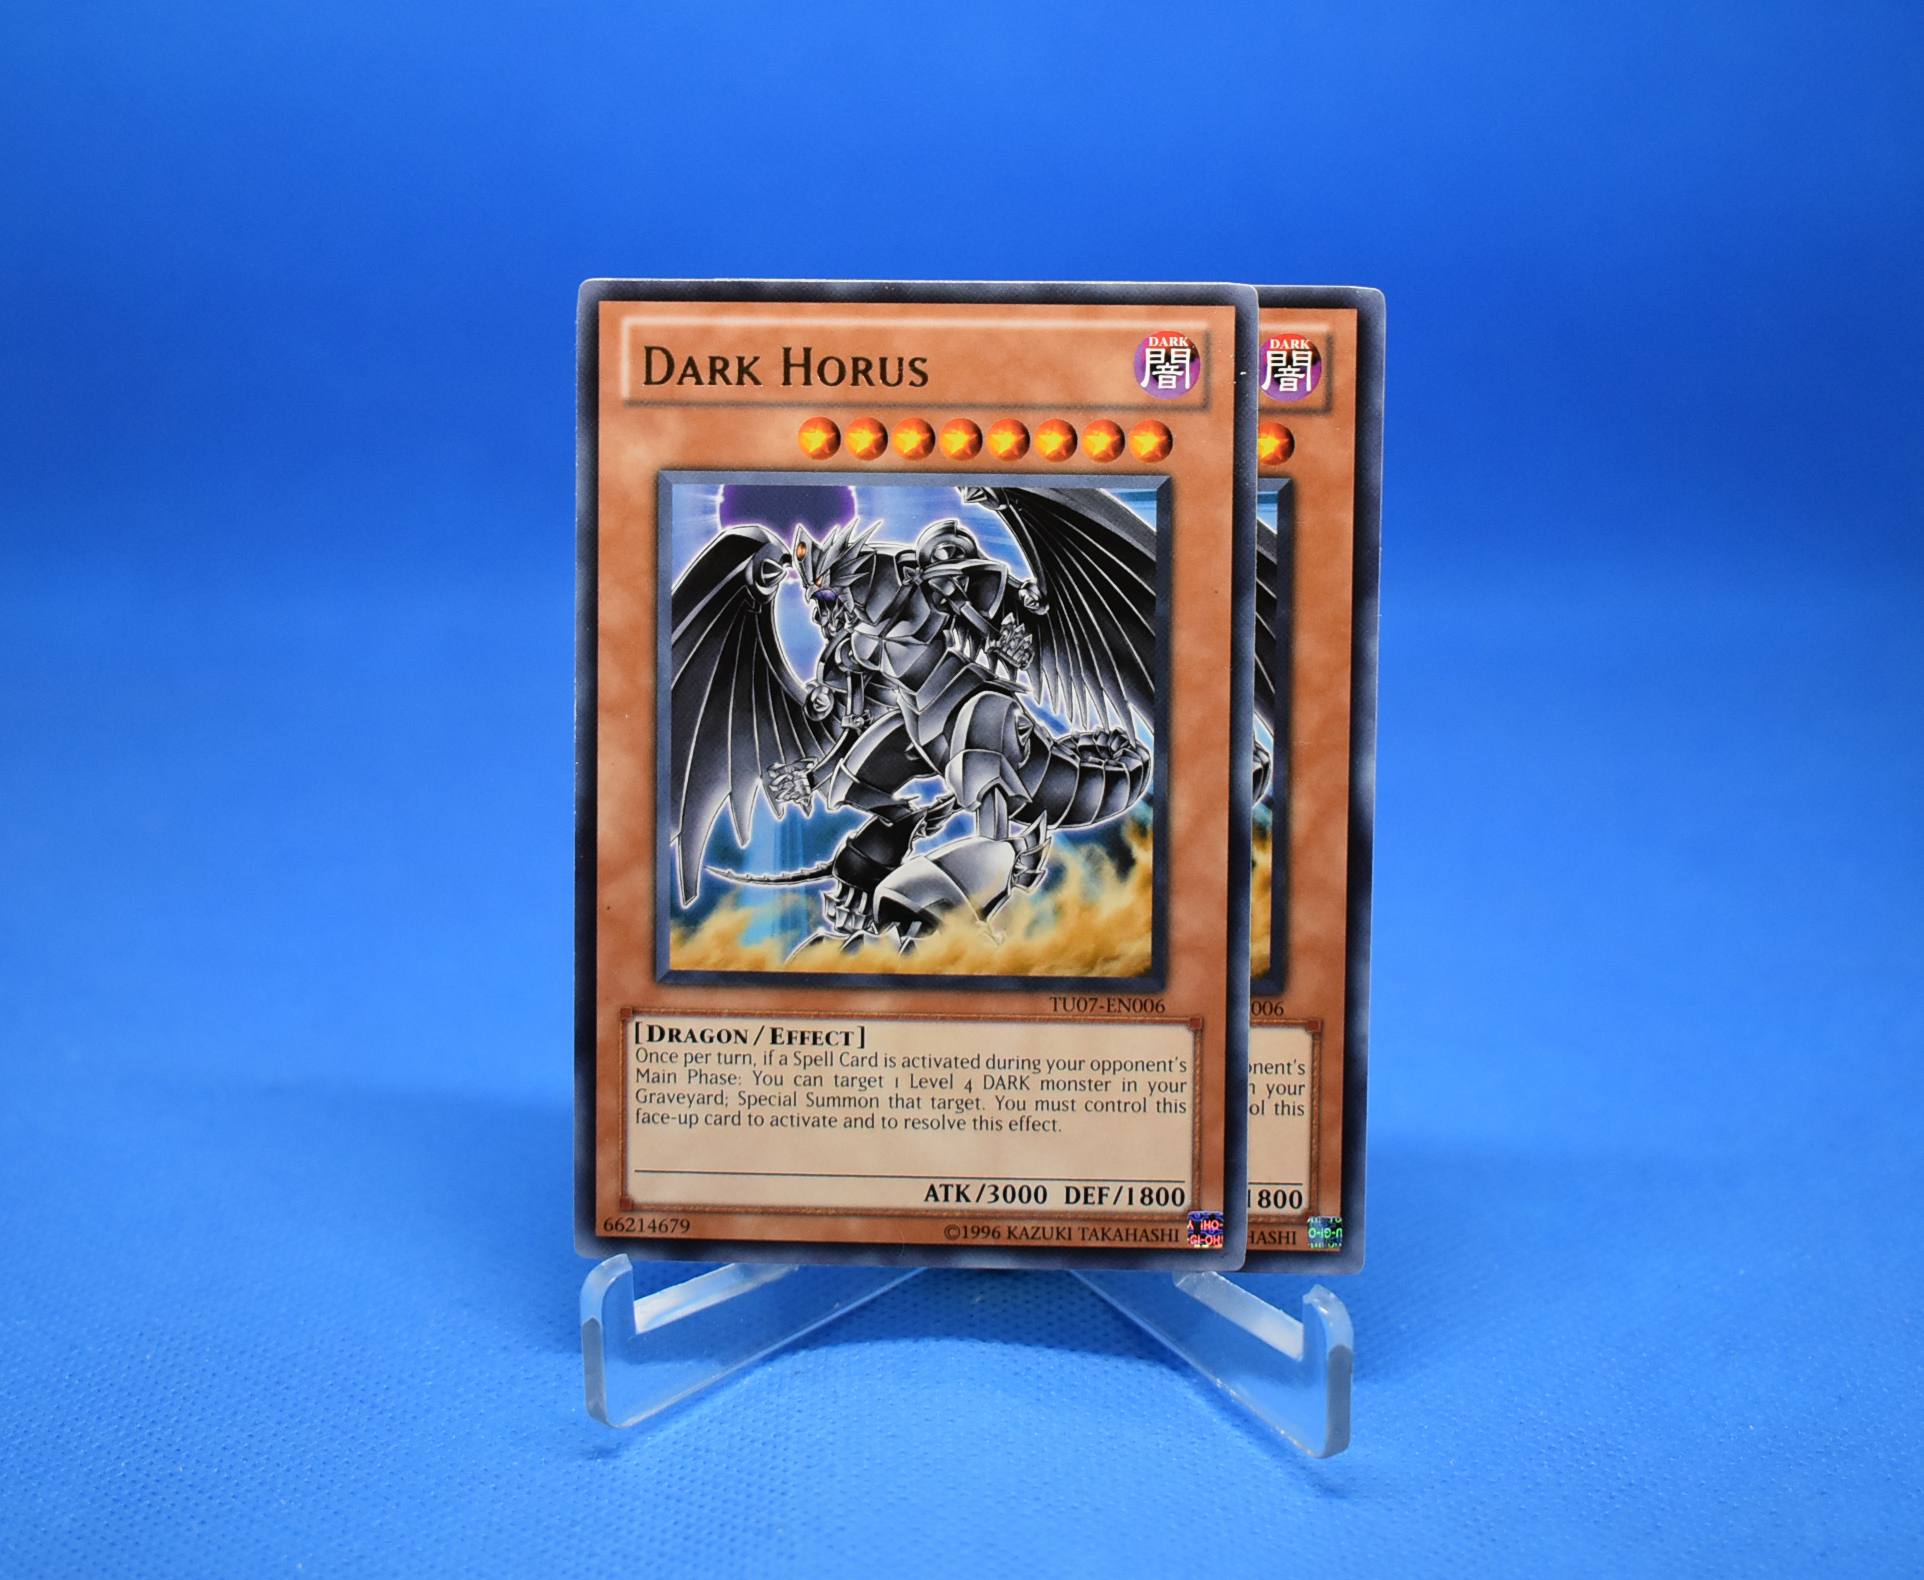 DARK HORUS
DARK
闇
DARK
闇
TU07-EN006
006
[DRAGON/EFFECT]
Once per turn, if a Spell Card is activated during your opponent's
Main Phase: You can target 1 Level 4 DARK monster in your
Graveyard; Special Summon that target. You must control this
face-up card to activate and to resolve this effect.
ATK/3000 DEF/1800
66214679
©1996 KAZUKI TAKAHASHI
onent's
n your
ol this
1800
HASHI